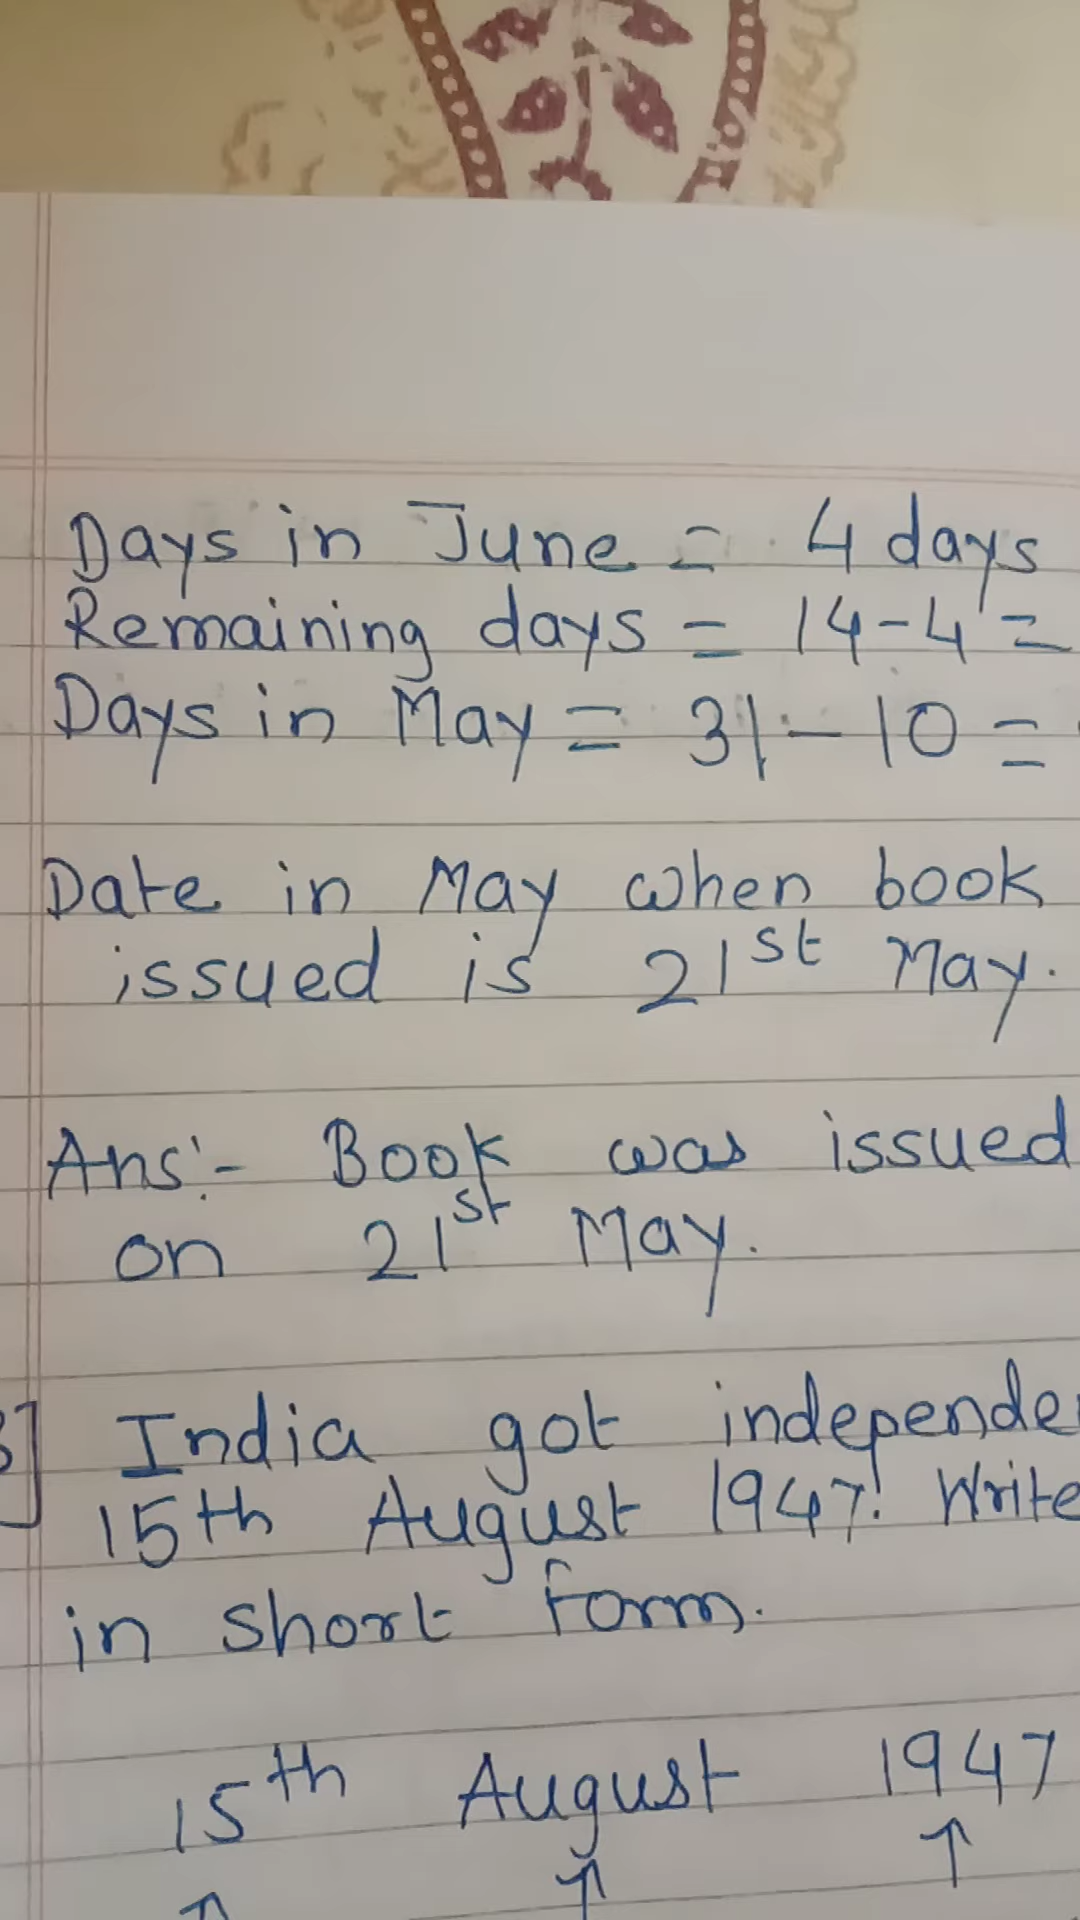 Days in June = 4 days
Remaining days = 14-4 =
Days in May = 31 - 10 =
Date in May when book
issued is 21st May.
Ans:- Book was issued
on 21st May.
3] India got independe
15th August 1947. Write
in short form.
15th August 1947
↑ ↑ ↑